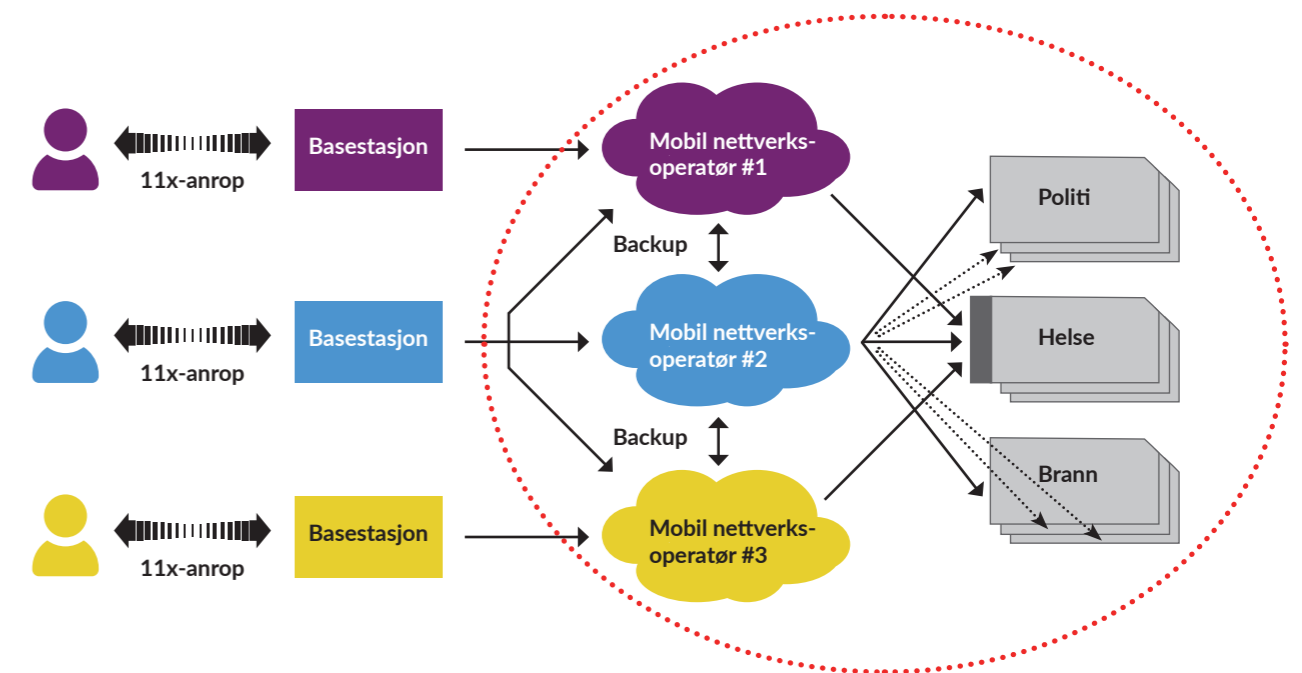 11x-anrop
Basestasjon
Mobil nettverks-
operatør #1
Backup
11x-anrop
Basestasjon
Mobil nettverks-
operatør #2
Backup
11x-anrop
Basestasjon
Mobil nettverks-
operatør #3
Politi
Helse
Brann